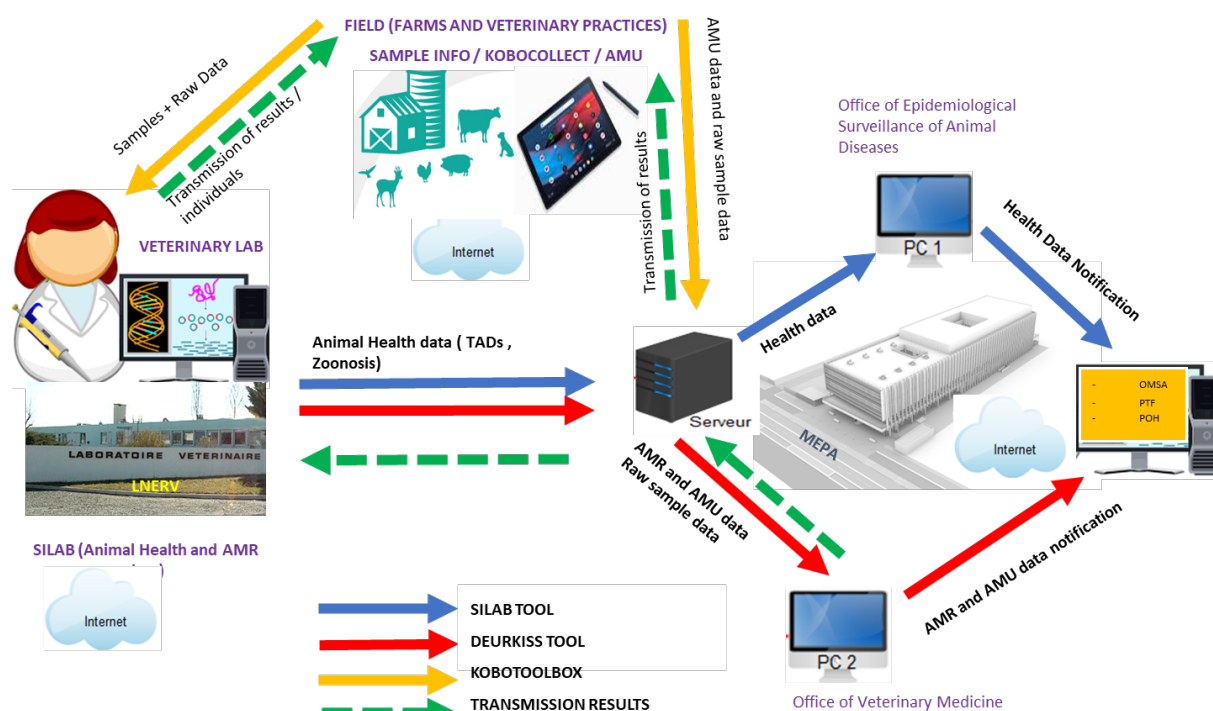 FIELD (FARMS AND VETERINARY PRACTICES)
SAMPLE INFO / KOBOCOLLECT / AMU
Samples + Raw Data
Transmission of results /
individuals
Transmission of results
AMU data and raw sample data
Office of Epidemiological
Surveillance of Animal
Diseases
Internet
VETERINARY LAB
PC 1
Health Data Notification
Health data
Animal Health data ( TADs ,
Zoonosis)
Serveur
MEPA
Internet
- OMSA
- PTF
- POH
LABORATOIRE VETERINAIRE
LNERV
AMR and AMU data
Raw sample data
AMR and AMU data notification
SILAB (Animal Health and AMR
Internet
SILAB TOOL
DEURKISS TOOL
KOBOTOOLBOX
TRANSMISSION RESULTS
PC 2
Office of Veterinary Medicine